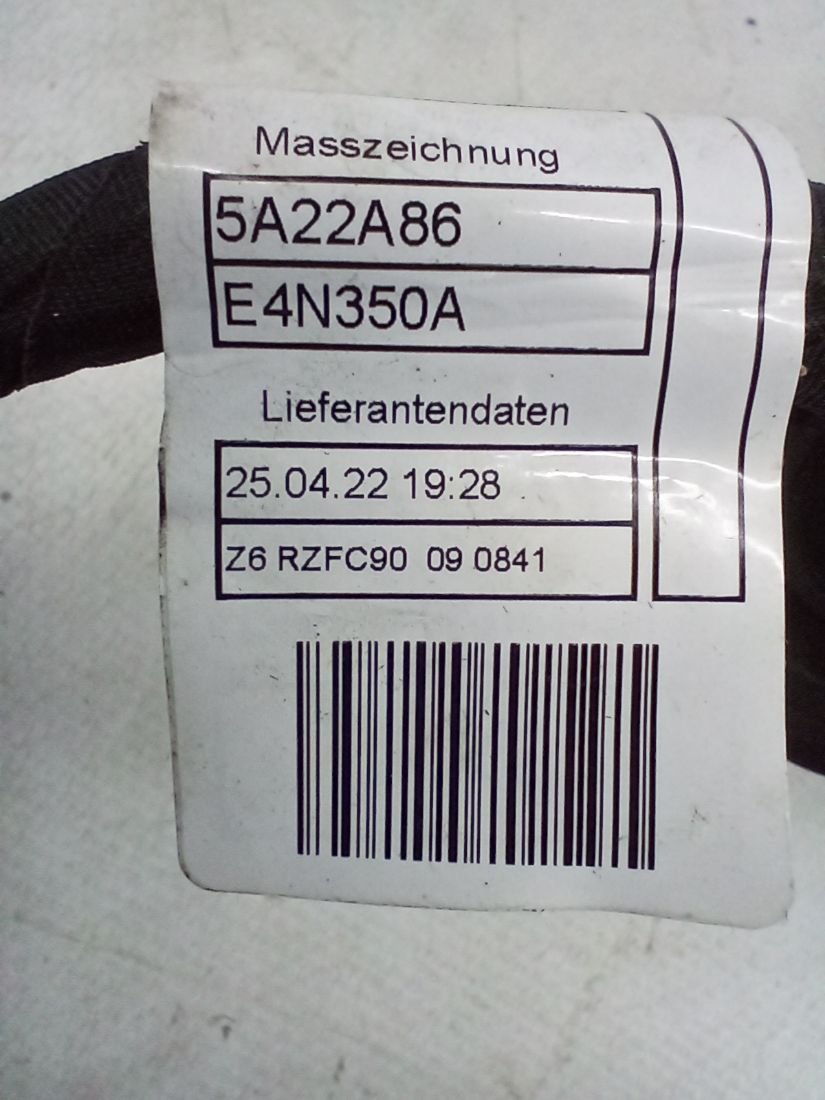 Masszeichnung
5A22A86
E4N350A
Lieferantendaten
25.04.22 19:28
Z6 RZFC90 09 0841